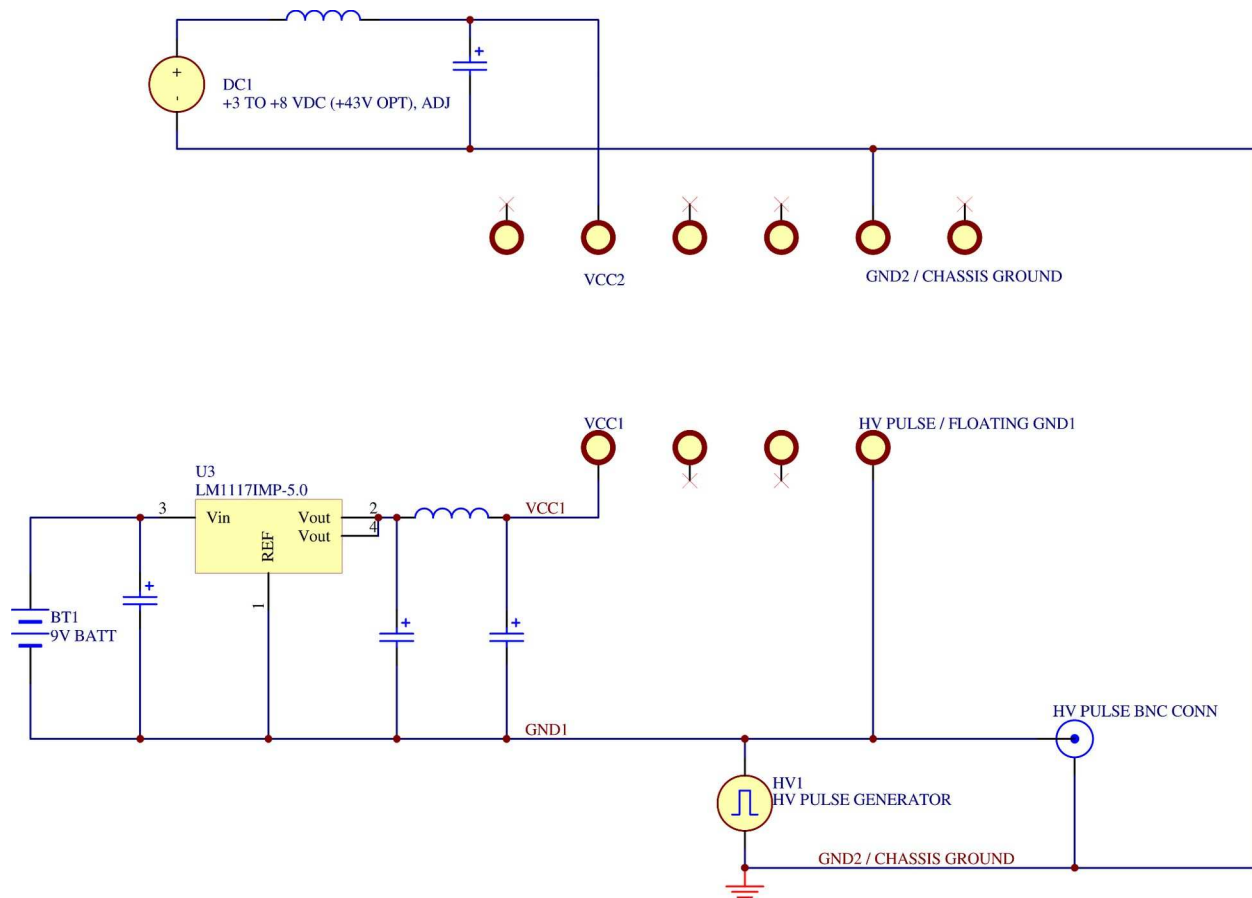 +
+
-
DC1
+3 TO +8 VDC (+43V OPT), ADJ
VCC2
GND2 / CHASSIS GROUND
VCC1
HV PULSE / FLOATING GND1
U3
LM1117IMP-5.0
3
Vin
Vout
2
Vout
4
REF
1
VCC1
+
+
+
BT1
9V BATT
GND1
HV PULSE BNC CONN
HV1
HV PULSE GENERATOR
GND2 / CHASSIS GROUND